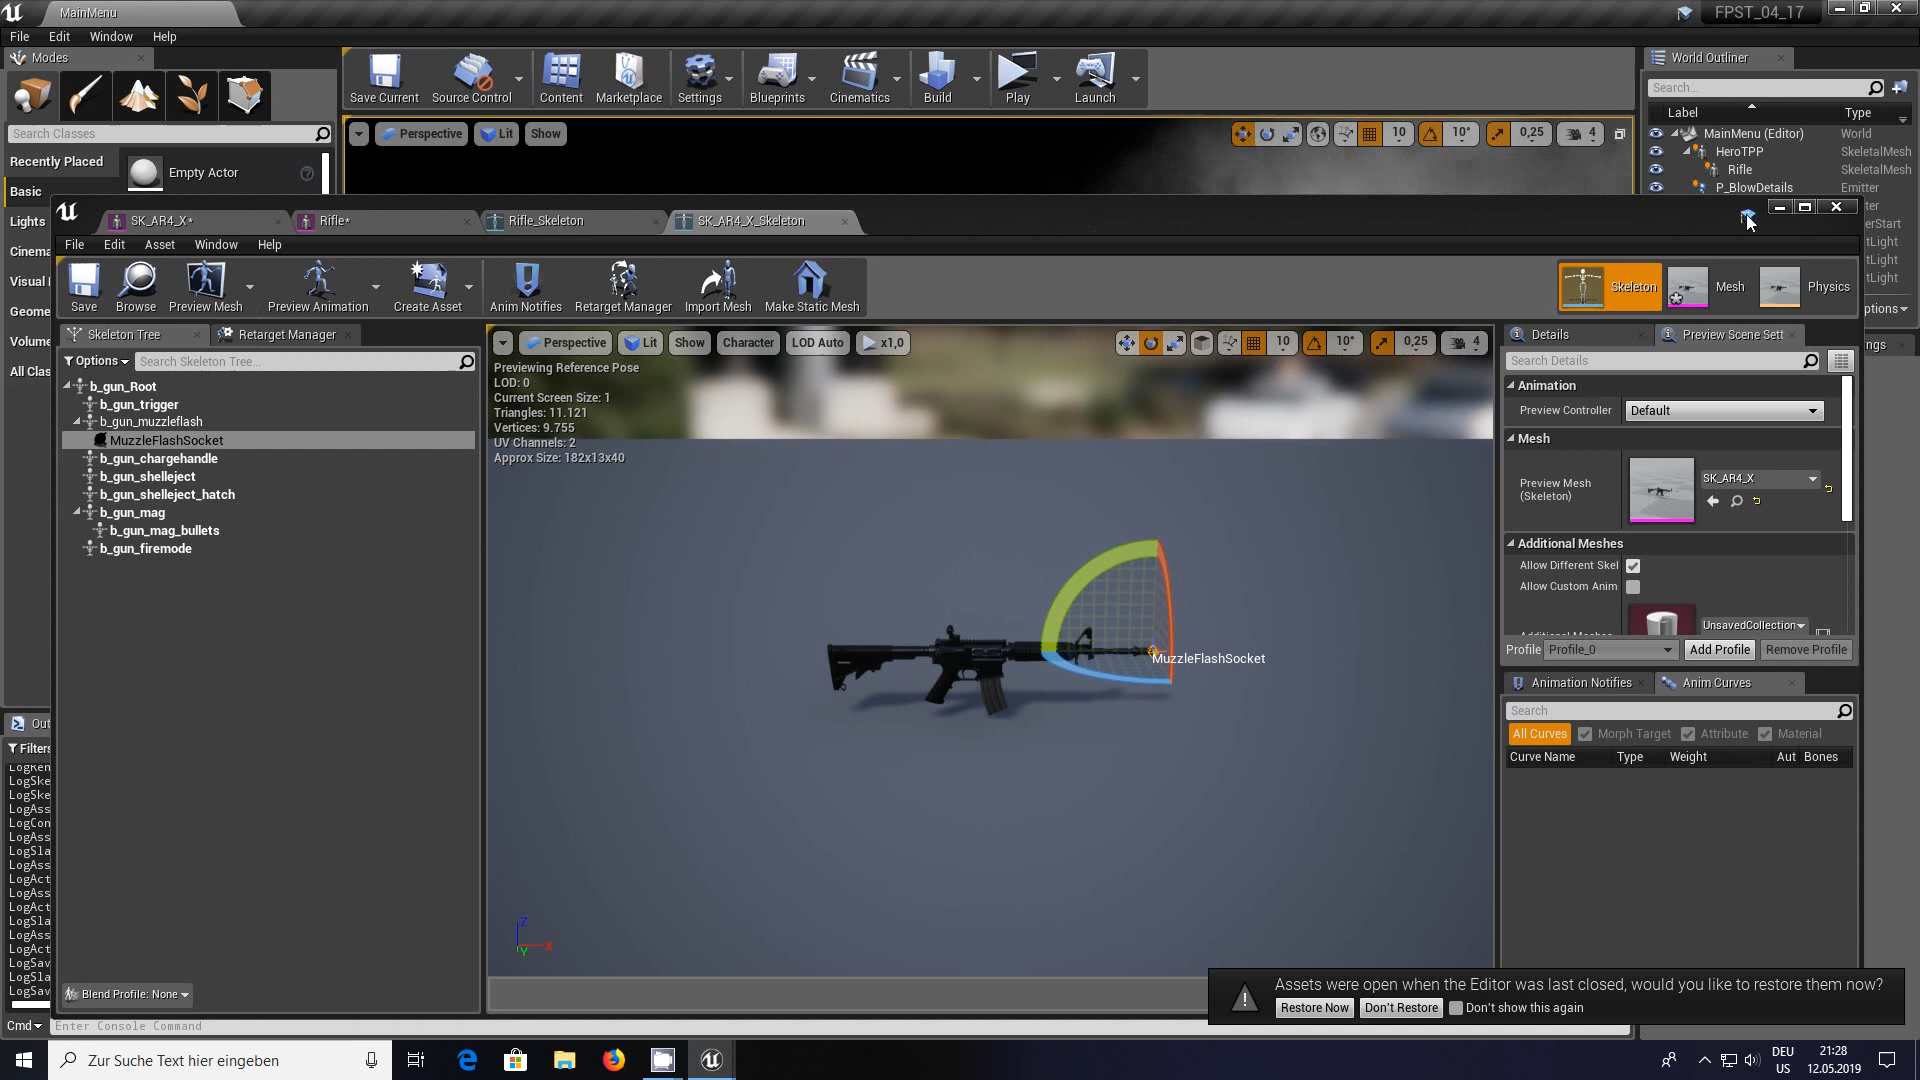 MainMenu
FPST_04_17
File Edit Window Help
Modes
World Outliner
Save Current
Source Control
Content
Marketplace
Settings
Blueprints
Cinematics
Build
Play
Launch
Search...
Label
Type
Search Classes
Recently Placed
Basic
Lights
Empty Actor
Perspective
Lit
Show
10
10°
0,25
4
MainMenu (Editor) World
HeroTPP SkeletalMesh
Rifle SkeletalMesh
P_BlowDetails Emitter
SK_AR4_X*
Rifle*
Rifle_Skeleton
SK_AR4_X_Skeleton
File Edit Asset Window Help
Save
Browse
Preview Mesh
Preview Animation
Create Asset
Anim Notifies
Retarget Manager
Import Mesh
Make Static Mesh
Skeleton
Mesh
Physics
Skeleton Tree
Retarget Manager
Options
Search Skeleton Tree...
b_gun_Root
b_gun_trigger
b_gun_muzzleflash
MuzzleFlashSocket
b_gun_chargehandle
b_gun_shelleject
b_gun_shelleject_hatch
b_gun_mag
b_gun_mag_bullets
b_gun_firemode
Blend Profile: None
Perspective
Lit
Show
Character
LOD Auto
x1,0
10
10°
0,25
4
Previewing Reference Pose
LOD: 0
Current Screen Size: 1
Triangles: 11.121
Vertices: 9.755
UV Channels: 2
Approx Size: 182x13x40
MuzzleFlashSocket
Z
X
Y
Details
Preview Scene Sett
Search Details
Animation
Preview Controller
Default
Mesh
Preview Mesh
(Skeleton)
SK_AR4_X
Additional Meshes
Allow Different Skel
Allow Custom Anim
UnsavedCollection
Profile
Profile_0
Add Profile
Remove Profile
Animation Notifies
Anim Curves
Search
All Curves
Morph Target
Attribute
Material
Curve Name
Type
Weight
Aut
Bones
Assets were open when the Editor was last closed, would you like to restore them now?
Restore Now
Don't Restore
Don't show this again
Cmd
Enter Console Command
Zur Suche Text hier eingeben
DEU
US
21:28
12.05.2019